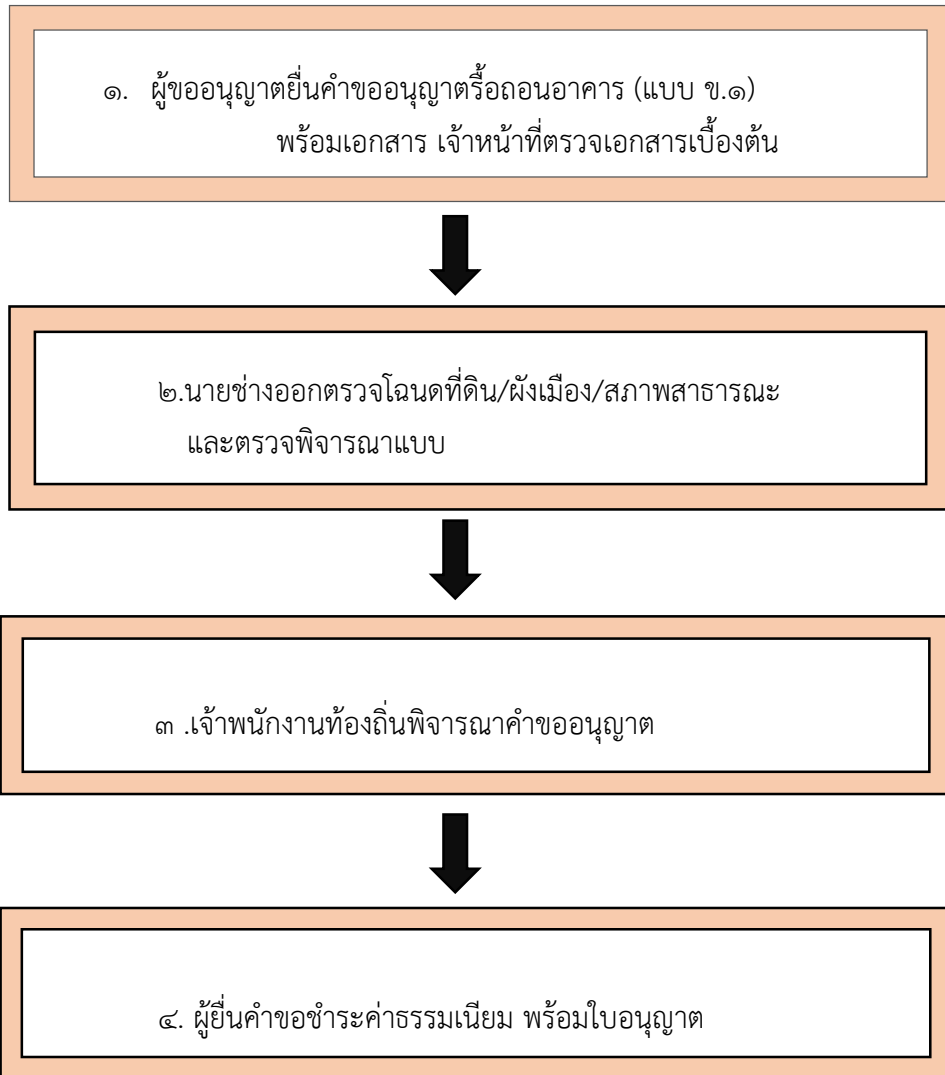 ๑. ผู้ขออนุญาตยื่นคำขออนุญาตรื้อถอนอาคาร (แบบ ข.๑)
พร้อมเอกสาร เจ้าหน้าที่ตรวจเอกสารเบื้องต้น
๒.นายช่างออกตรวจโฉนดที่ดิน/ผังเมือง/สภาพสาธารณะ
และตรวจพิจารณาแบบ
๓ .เจ้าพนักงานท้องถิ่นพิจารณาคำขออนุญาต
๔. ผู้ยื่นคำขอชำระค่าธรรมเนียม พร้อมใบอนุญาต